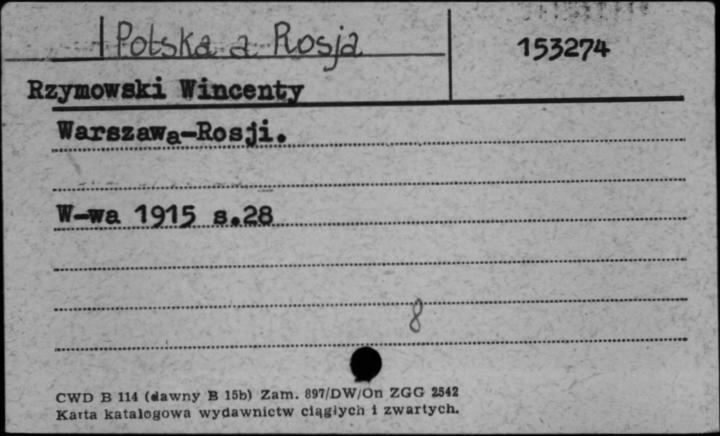 Polska a Rosja
153274
Rzymowski Wincenty
Warszawa-Rosji.
W-wa 1915 s.28
8
CWD B 114 (dawny B 15b) Zam. 897/DW/On ZGG 2542
Karta katalogowa wydawnictw ciągłych i zwartych.